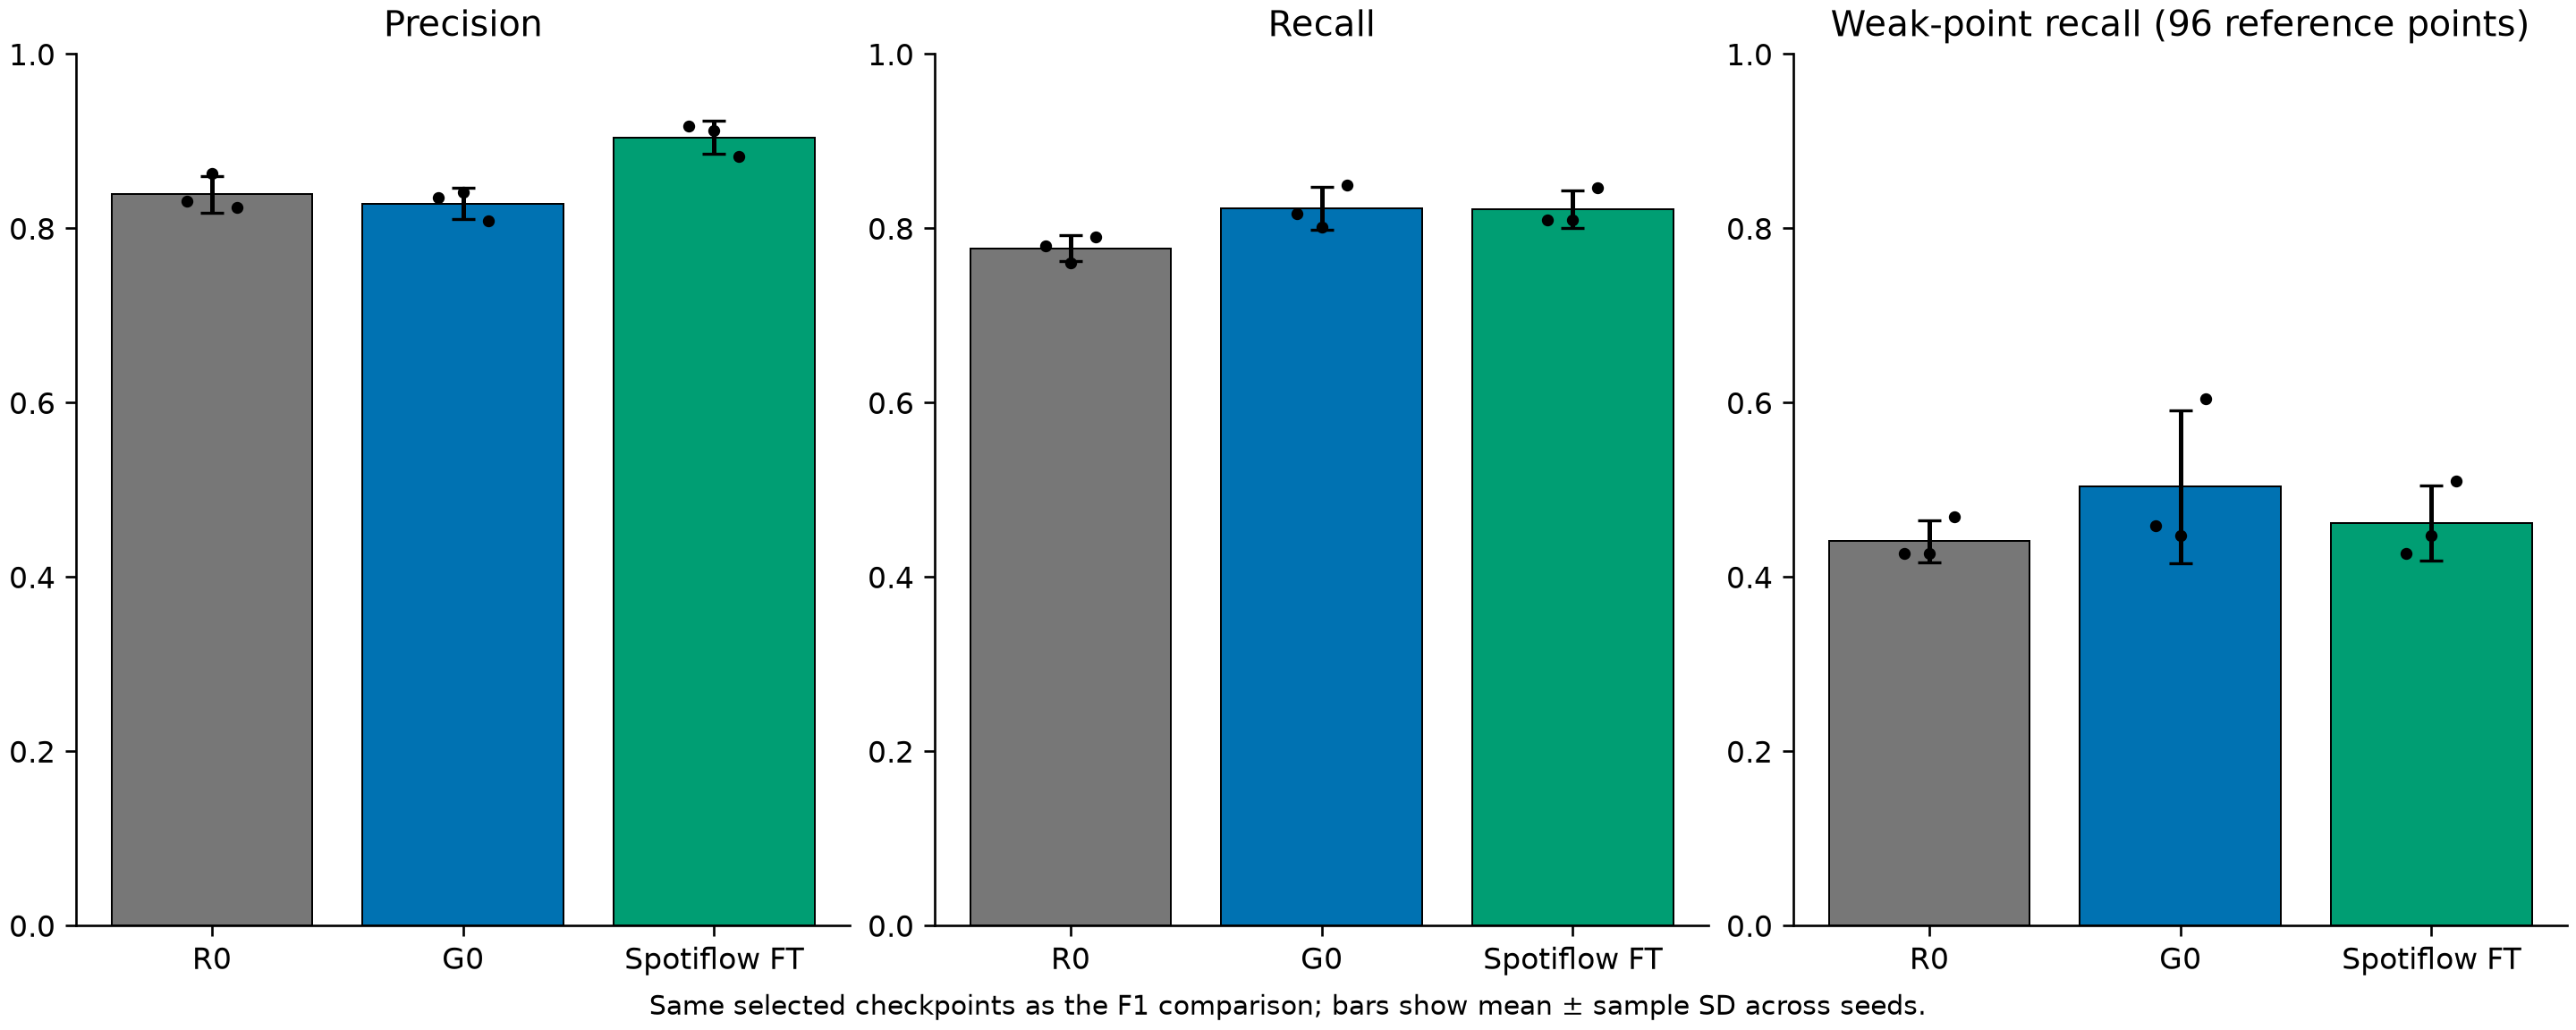 Precision
1.0
0.8
0.6
0.4
0.2
0.0
R0 G0 Spotiflow FT
Recall
1.0
0.8
0.6
0.4
0.2
0.0
R0 G0 Spotiflow FT
Weak-point recall (96 reference points)
1.0
0.8
0.6
0.4
0.2
0.0
R0 G0 Spotiflow FT
Same selected checkpoints as the F1 comparison; bars show mean ± sample SD across seeds.